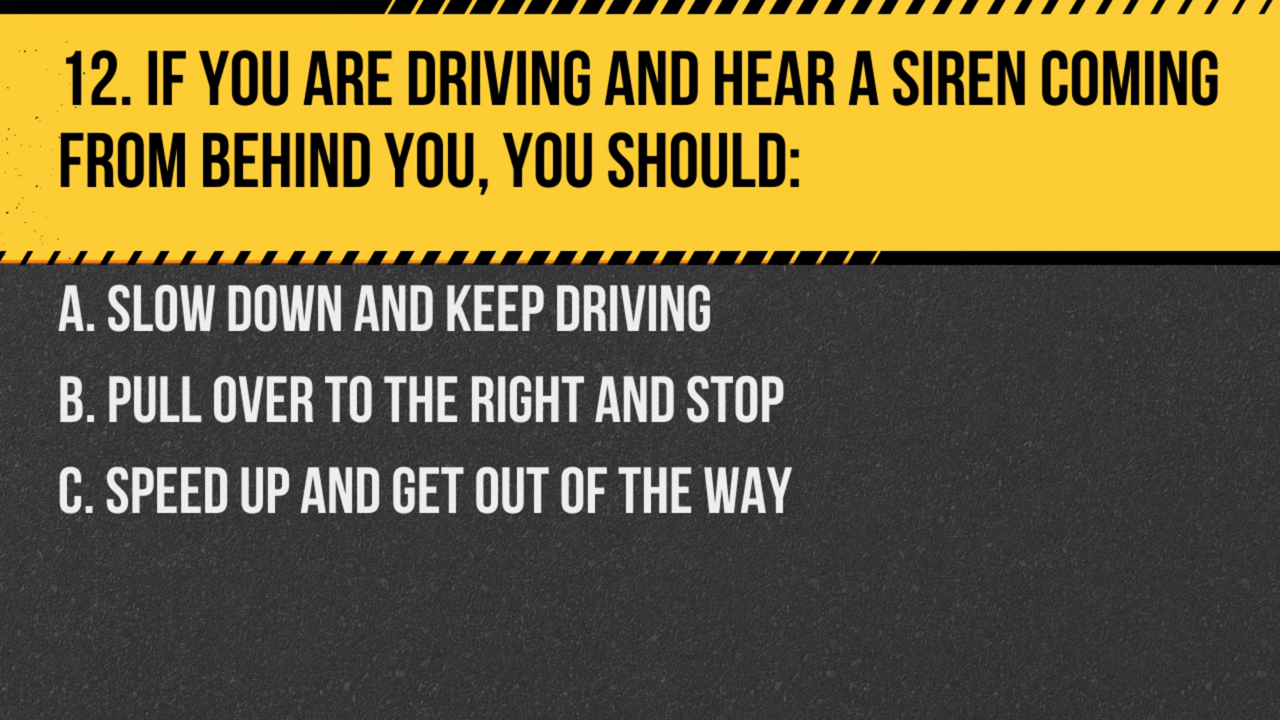 12. IF YOU ARE DRIVING AND HEAR A SIREN COMING
FROM BEHIND YOU, YOU SHOULD:
A. SLOW DOWN AND KEEP DRIVING
B. PULL OVER TO THE RIGHT AND STOP
C. SPEED UP AND GET OUT OF THE WAY